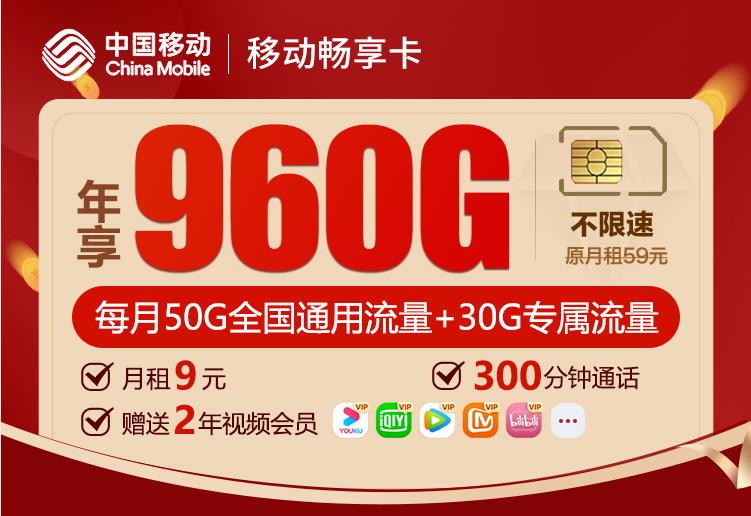 中国移动
China Mobile
移动畅享卡
年享
960G
不限速
原月租59元
每月50G全国通用流量+30G专属流量
月租9元
300分钟通话
赠送2年视频会员
VIP VIP VIP VIP VIP
YOUKU iQIYI tv bilibili